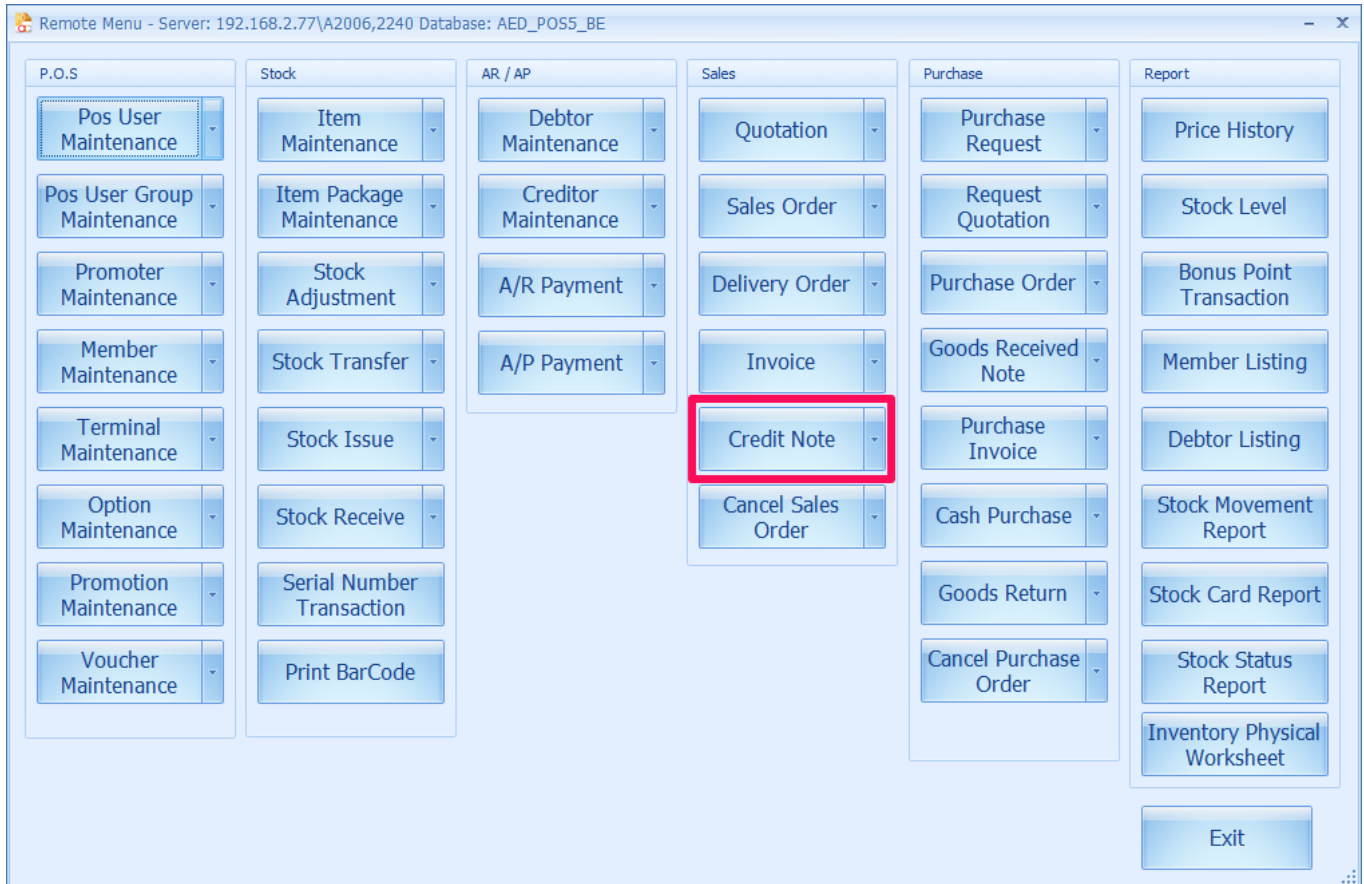 Remote Menu - Server: 192.168.2.77\A2006,2240 Database: AED_POS5_BE
P.O.S
Pos User
Maintenance
Pos User Group
Maintenance
Promoter
Maintenance
Member
Maintenance
Terminal
Maintenance
Option
Maintenance
Promotion
Maintenance
Voucher
Maintenance
Stock
Item
Maintenance
Item Package
Maintenance
Stock
Adjustment
Stock Transfer
Stock Issue
Stock Receive
Serial Number
Transaction
Print BarCode
AR / AP
Debtor
Maintenance
Creditor
Maintenance
A/R Payment
A/P Payment
Sales
Quotation
Sales Order
Delivery Order
Invoice
Credit Note
Cancel Sales
Order
Purchase
Purchase
Request
Request
Quotation
Purchase Order
Goods Received
Note
Purchase
Invoice
Cash Purchase
Goods Return
Cancel Purchase
Order
Report
Price History
Stock Level
Bonus Point
Transaction
Member Listing
Debtor Listing
Stock Movement
Report
Stock Card Report
Stock Status
Report
Inventory Physical
Worksheet
Exit